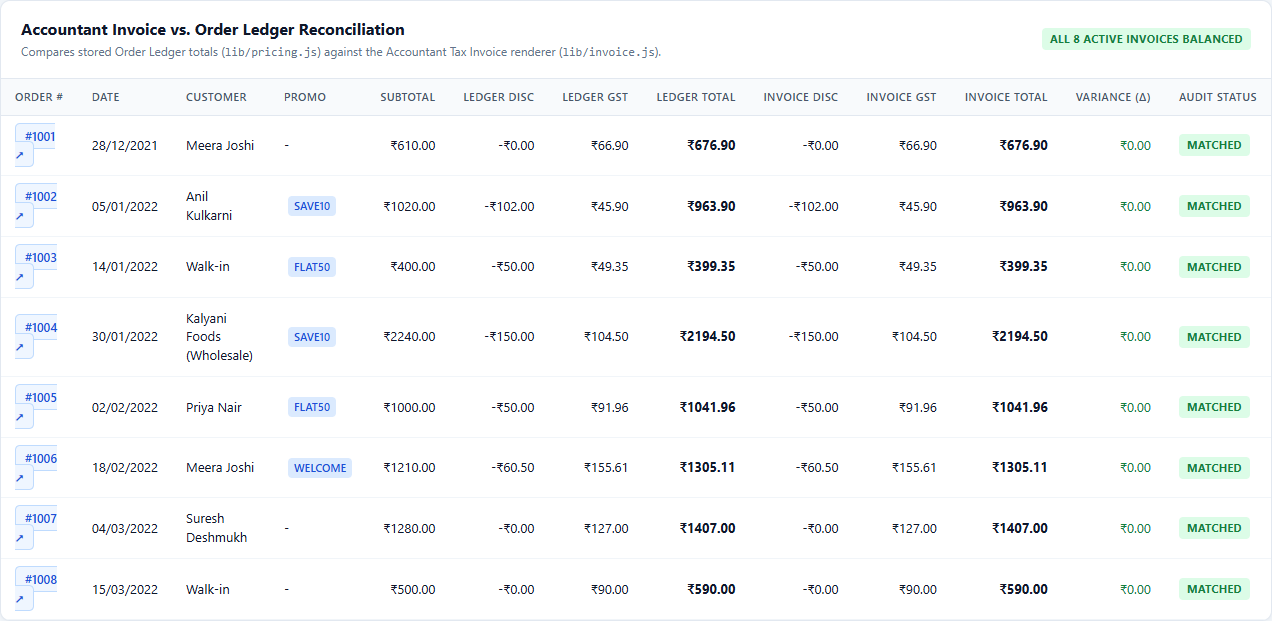 Accountant Invoice vs. Order Ledger Reconciliation
Compares stored Order Ledger totals (lib/pricing.js) against the Accountant Tax Invoice renderer (lib/invoice.js).
ALL 8 ACTIVE INVOICES BALANCED
ORDER # DATE CUSTOMER PROMO SUBTOTAL LEDGER DISC LEDGER GST LEDGER TOTAL INVOICE DISC INVOICE GST INVOICE TOTAL VARIANCE (Δ) AUDIT STATUS
#1001 ↗ 28/12/2021 Meera Joshi - ₹610.00 -₹0.00 ₹66.90 ₹676.90 -₹0.00 ₹66.90 ₹676.90 ₹0.00 MATCHED
#1002 ↗ 05/01/2022 Anil Kulkarni SAVE10 ₹1020.00 -₹102.00 ₹45.90 ₹963.90 -₹102.00 ₹45.90 ₹963.90 ₹0.00 MATCHED
#1003 ↗ 14/01/2022 Walk-in FLAT50 ₹400.00 -₹50.00 ₹49.35 ₹399.35 -₹50.00 ₹49.35 ₹399.35 ₹0.00 MATCHED
#1004 ↗ 30/01/2022 Kalyani Foods (Wholesale) SAVE10 ₹2240.00 -₹150.00 ₹104.50 ₹2194.50 -₹150.00 ₹104.50 ₹2194.50 ₹0.00 MATCHED
#1005 ↗ 02/02/2022 Priya Nair FLAT50 ₹1000.00 -₹50.00 ₹91.96 ₹1041.96 -₹50.00 ₹91.96 ₹1041.96 ₹0.00 MATCHED
#1006 ↗ 18/02/2022 Meera Joshi WELCOME ₹1210.00 -₹60.50 ₹155.61 ₹1305.11 -₹60.50 ₹155.61 ₹1305.11 ₹0.00 MATCHED
#1007 ↗ 04/03/2022 Suresh Deshmukh - ₹1280.00 -₹0.00 ₹127.00 ₹1407.00 -₹0.00 ₹127.00 ₹1407.00 ₹0.00 MATCHED
#1008 ↗ 15/03/2022 Walk-in - ₹500.00 -₹0.00 ₹90.00 ₹590.00 -₹0.00 ₹90.00 ₹590.00 ₹0.00 MATCHED